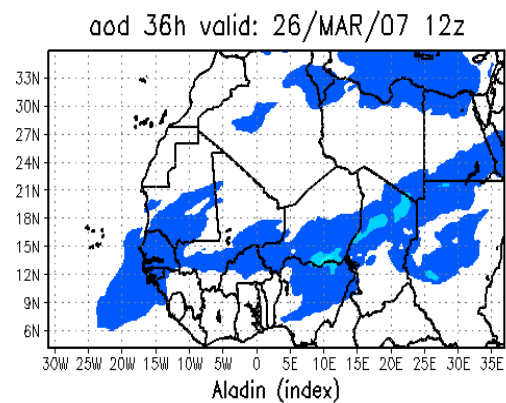 aod 36h valid: 26/MAR/07 12z
33N
30N
27N
24N
21N
18N
15N
12N
9N
6N
30W 25W 20W 15W 10W 5W 0 5E 10E 15E 20E 25E 30E 35E
Aladin (index)